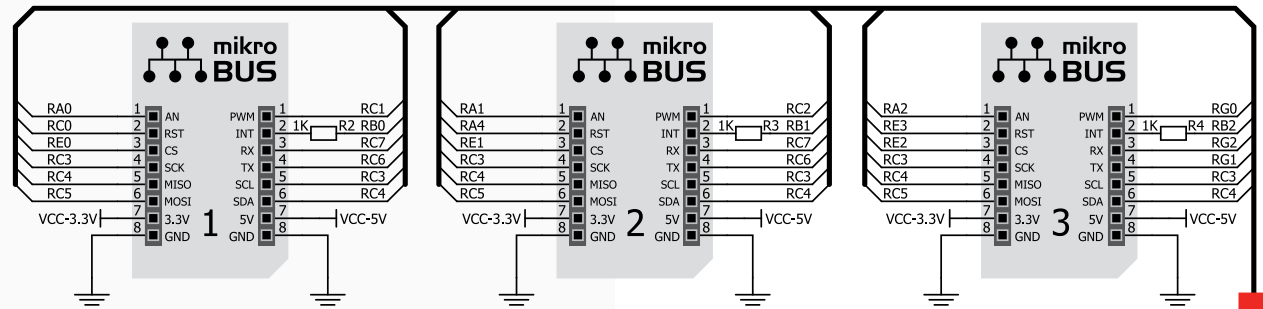 mikro mikro mikro
BUS BUS BUS
RA0 1 AN PWM 1 RC1 RA1 1 AN PWM 1 RC2 RA2 1 AN PWM 1 RG0
RC0 2 RST INT 2 1K R2 RB0 RA4 2 RST INT 2 1K R3 RB1 RE3 2 RST INT 2 1K R4 RB2
RE0 3 CS RX 3 RC7 RE1 3 CS RX 3 RC7 RE2 3 CS RX 3 RG2
RC3 4 SCK TX 4 RC6 RC3 4 SCK TX 4 RC6 RC3 4 SCK TX 4 RG1
RC4 5 MISO SCL 5 RC3 RC4 5 MISO SCL 5 RC3 RC4 5 MISO SCL 5 RC3
RC5 6 MOSI SDA 6 RC4 RC5 6 MOSI SDA 6 RC4 RC5 6 MOSI SDA 6 RC4
VCC-3.3V 7 3.3V 1 5V 7 VCC-5V VCC-3.3V 7 3.3V 2 5V 7 VCC-5V VCC-3.3V 7 3.3V 3 5V 7 VCC-5V
8 GND GND 8 8 GND GND 8 8 GND GND 8